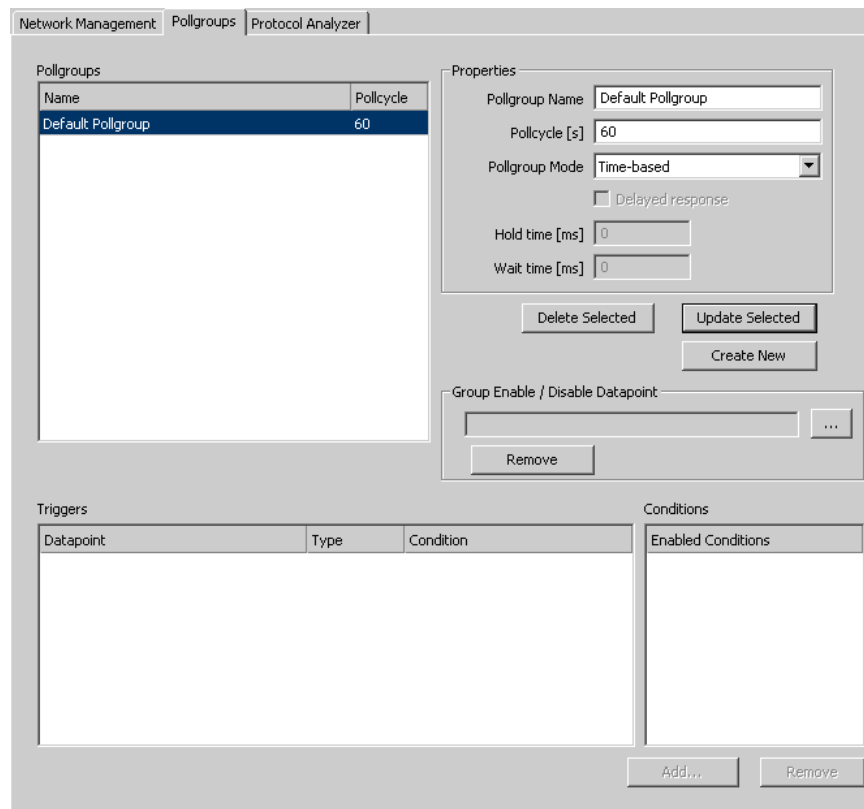 Network Management Pollgroups Protocol Analyzer
Pollgroups
Name Pollcycle
Default Pollgroup 60
Properties
Pollgroup Name Default Pollgroup
Pollcycle [s] 60
Pollgroup Mode Time-based
Delayed response
Hold time [ms] 0
Wait time [ms] 0
Delete Selected Update Selected
Create New
Group Enable / Disable Datapoint
...
Remove
Triggers
Datapoint Type Condition
Conditions
Enabled Conditions
Add... Remove